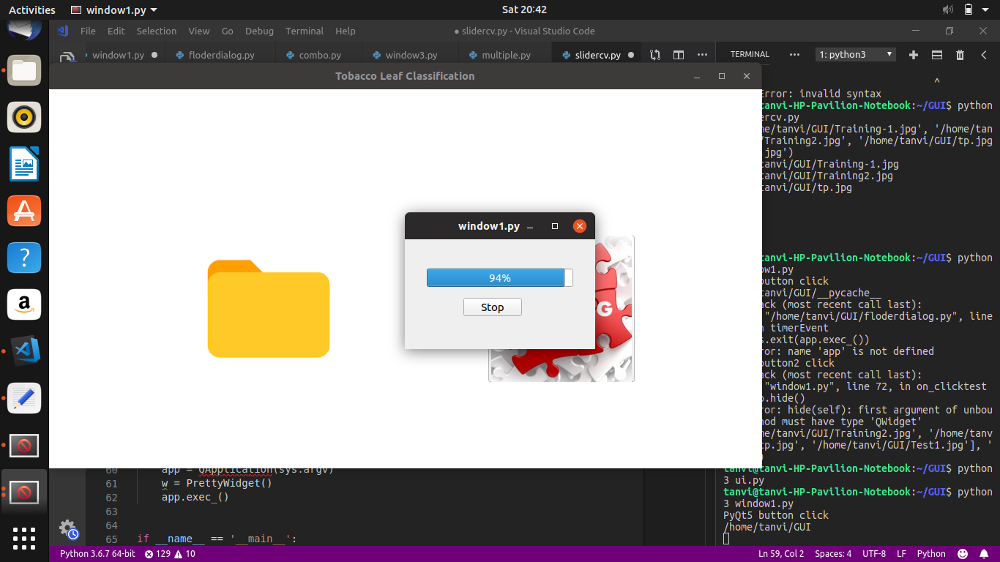 Activities window1.py Sat 20:42
File Edit Selection View Go Debug Terminal Help ● slidercv.py - Visual Studio Code
window1.py floderdialog.py combo.py window3.py multiple.py slidercv.py TERMINAL 1: python3
Tobacco Leaf Classification
^
rror: invalid syntax
tanvi-HP-Pavilion-Notebook:~/GUI$ python
ercv.py
me/tanvi/GUI/Training-1.jpg', '/home/tan
/Training2.jpg', '/home/tanvi/GUI/tp.jpg
jpg')
tanvi/GUI/Training-1.jpg
tanvi/GUI/Training2.jpg
tanvi/GUI/tp.jpg
window1.py
94%
Stop
G
tanvi-HP-Pavilion-Notebook:~/GUI$ python
ow1.py
button click
tanvi/GUI/__pycache__
ack (most recent call last):
"/home/tanvi/GUI/floderdialog.py", line
timerEvent
s.exit(app.exec_())
ror: name 'app' is not defined
button2 click
ack (most recent call last):
"window1.py", line 72, in on_clicktest
.hide()
ror: hide(self): first argument of unbou
od must have type 'QWidget'
me/tanvi/GUI/Training2.jpg', '/home/tanv
tp.jpg', '/home/tanvi/GUI/Test1.jpg'], '
tanvi@tanvi-HP-Pavilion-Notebook:~/GUI$ python
3 ui.py
tanvi@tanvi-HP-Pavilion-Notebook:~/GUI$ python
3 window1.py
PyQt5 button click
/home/tanvi/GUI
60 app = QApplication(sys.argv)
61 w = PrettyWidget()
62 app.exec_()
63
64
65 if __name__ == '__main__':
Python 3.6.7 64-bit 129 10 Ln 59, Col 2 Spaces: 4 UTF-8 LF Python